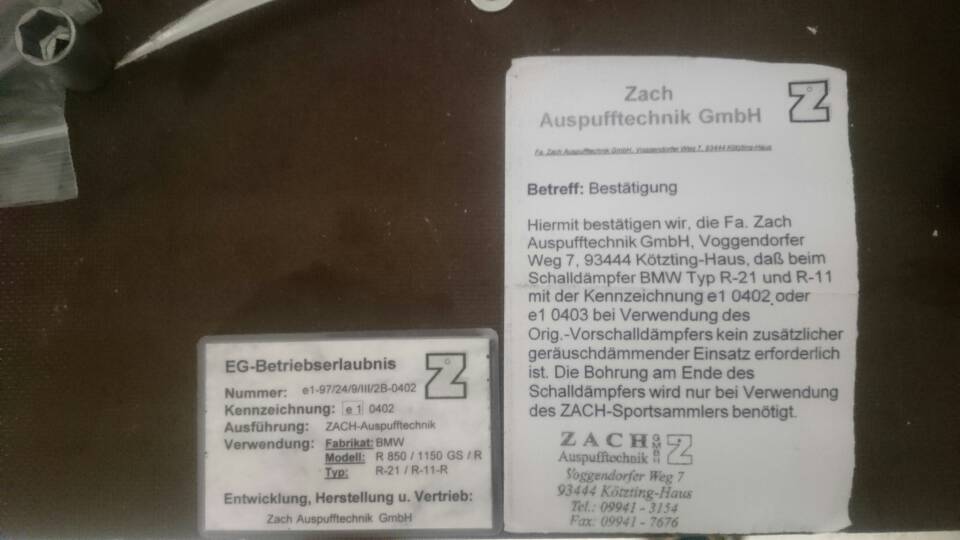 Zach
Auspufftechnik GmbH
Z
Fa. Zach Auspufftechnik GmbH, Voggendorfer Weg 7, 93444 Kötzting-Haus
Betreff: Bestätigung
Hiermit bestätigen wir, die Fa. Zach
Auspufftechnik GmbH, Voggendorfer
Weg 7, 93444 Kötzting-Haus, daß beim
Schalldämpfer BMW Typ R-21 und R-11
mit der Kennzeichnung e1 0402 oder
e1 0403 bei Verwendung des
Orig.-Vorschalldämpfers kein zusätzlicher
geräuschdämmender Einsatz erforderlich
ist. Die Bohrung am Ende des
Schalldämpfers wird nur bei Verwendung
des ZACH-Sportsammlers benötigt.
ZACH GMBH Z
Auspufftechnik
Voggendorfer Weg 7
93444 Kötzting-Haus
Tel.: 09941 - 3154
Fax: 09941 - 7676
EG-Betriebserlaubnis
Z
Nummer: e1-97/24/9/III/2B-0402
Kennzeichnung: e 1 0402
Ausführung: ZACH-Auspufftechnik
Verwendung: Fabrikat: BMW
Modell: R 850 / 1150 GS / R
Typ: R-21 / R-11-R
Entwicklung, Herstellung u. Vertrieb:
Zach Auspufftechnik GmbH